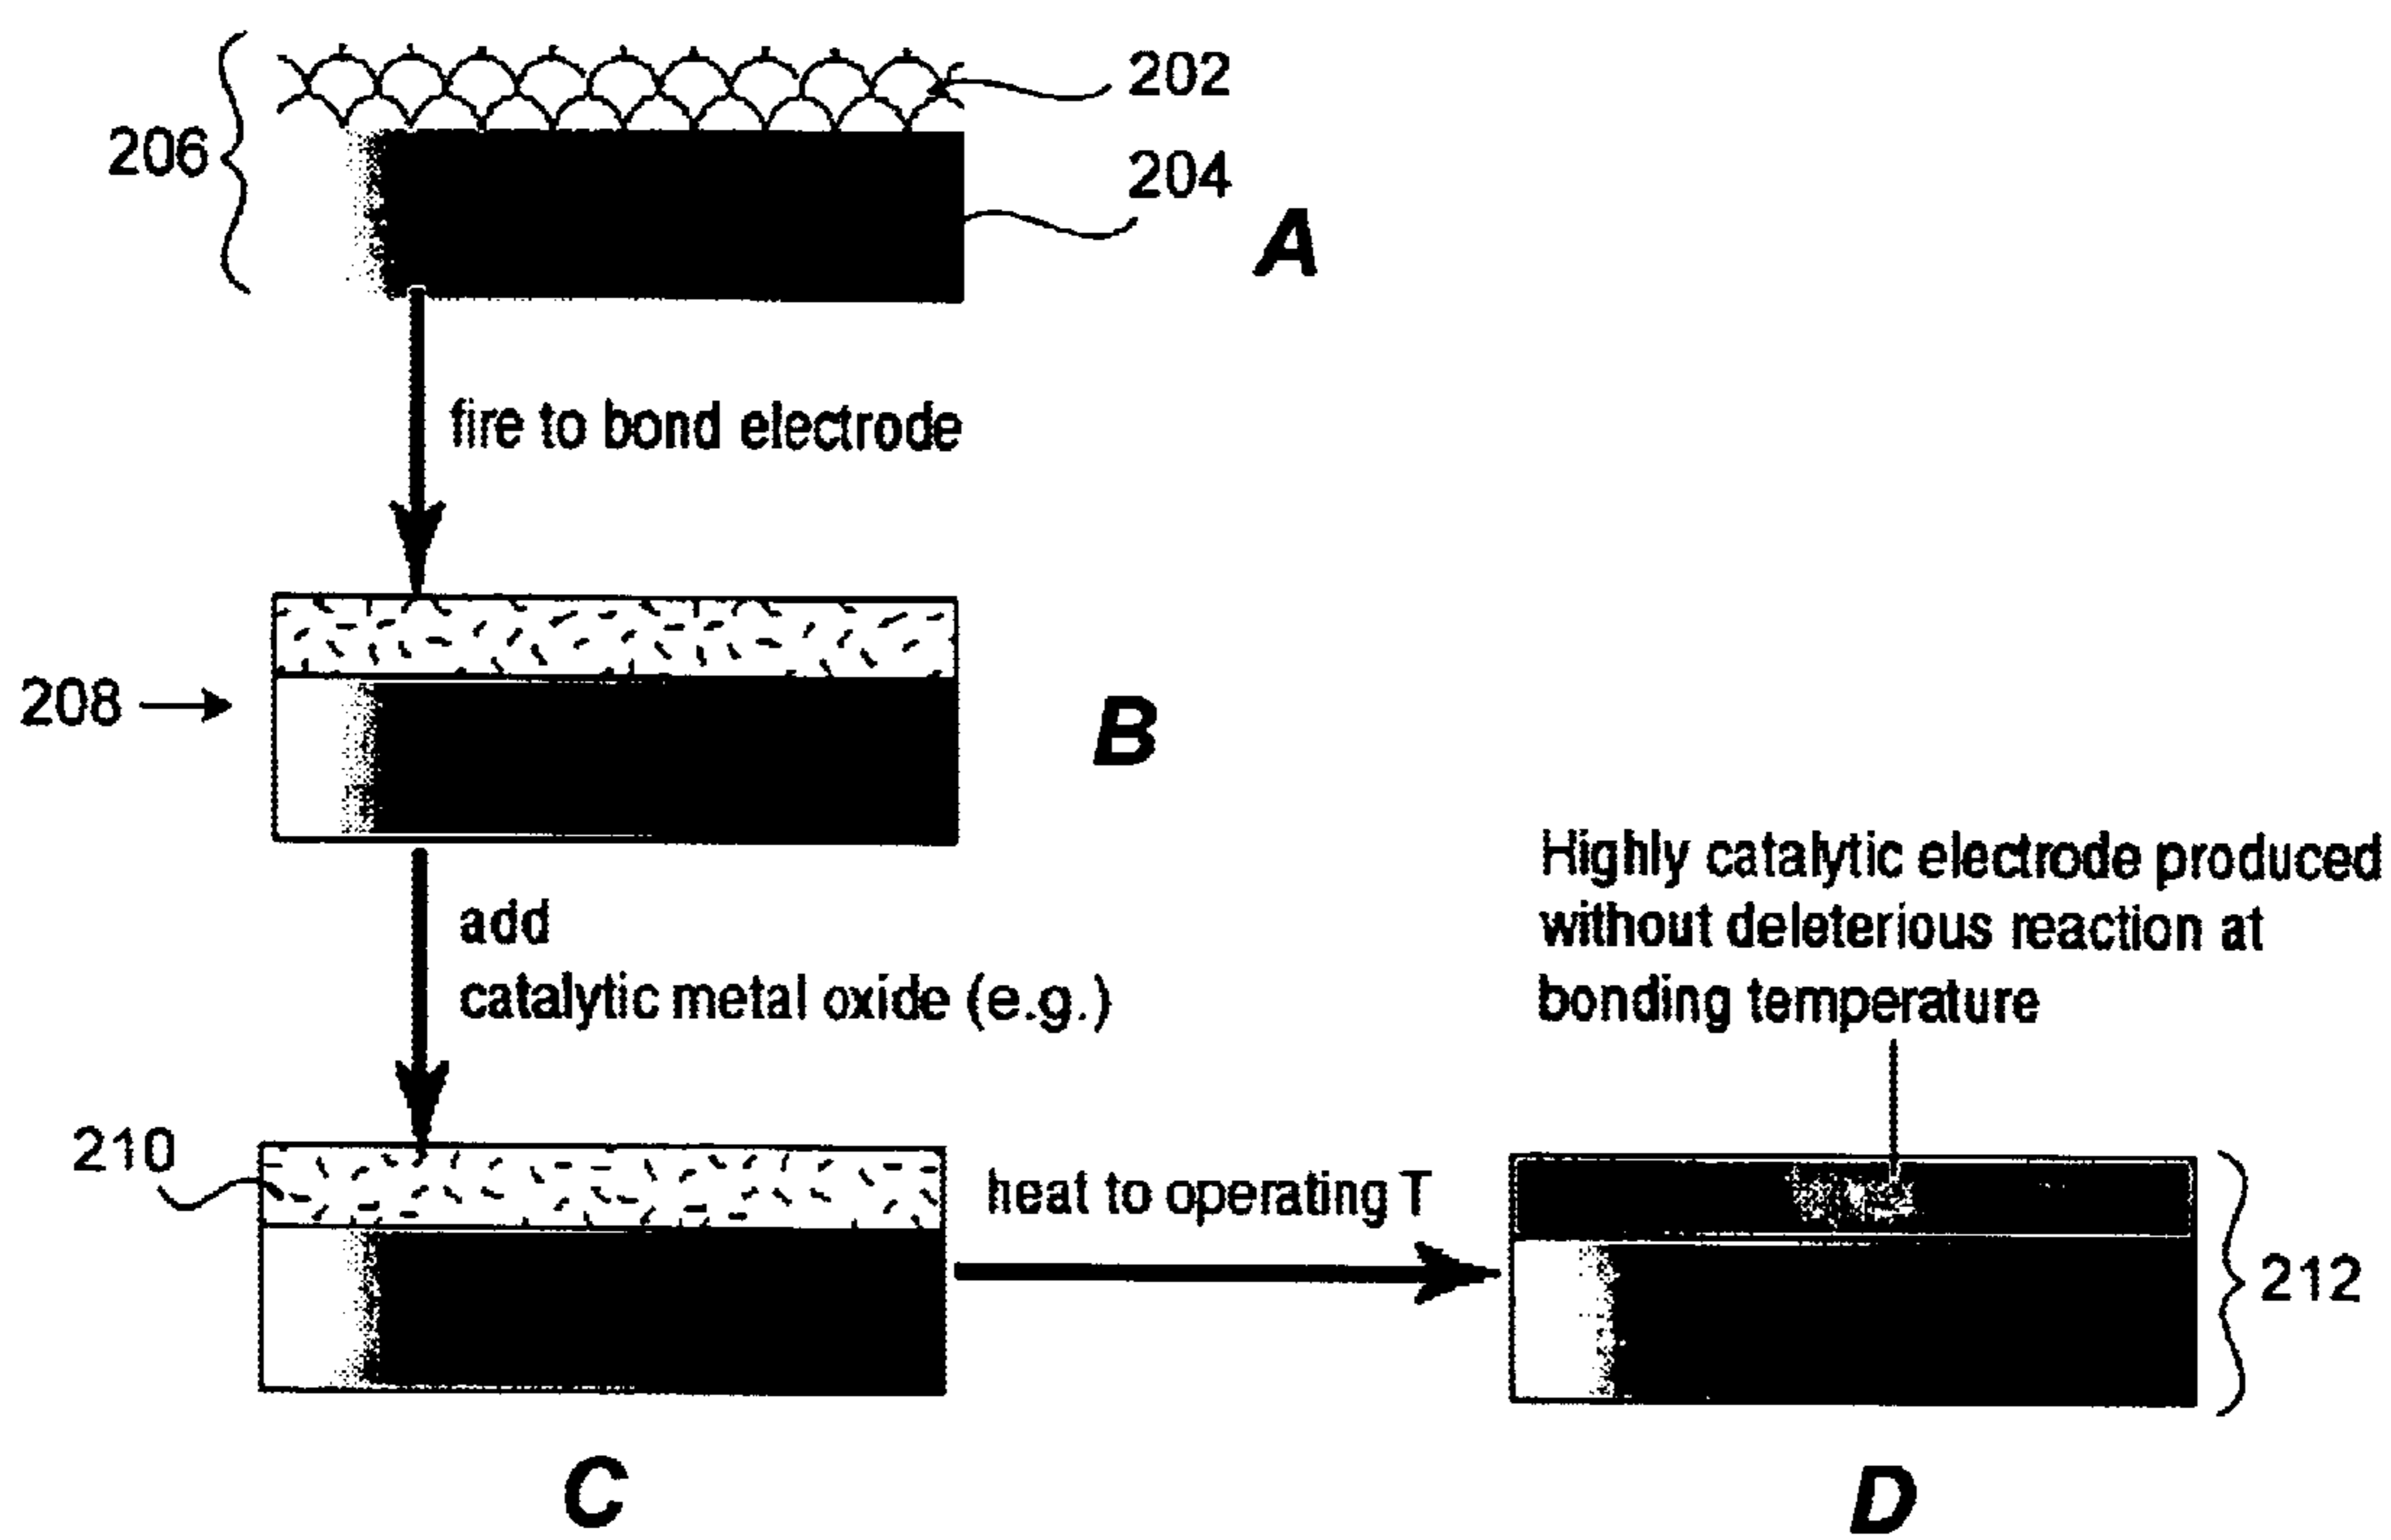 202
206
204
A
fire to bond electrode
208
B
Highly catalytic electrode produced
without deleterious reaction at
bonding temperature
add
catalytic metal oxide (e.g.)
210
heat to operating T
212
C
D